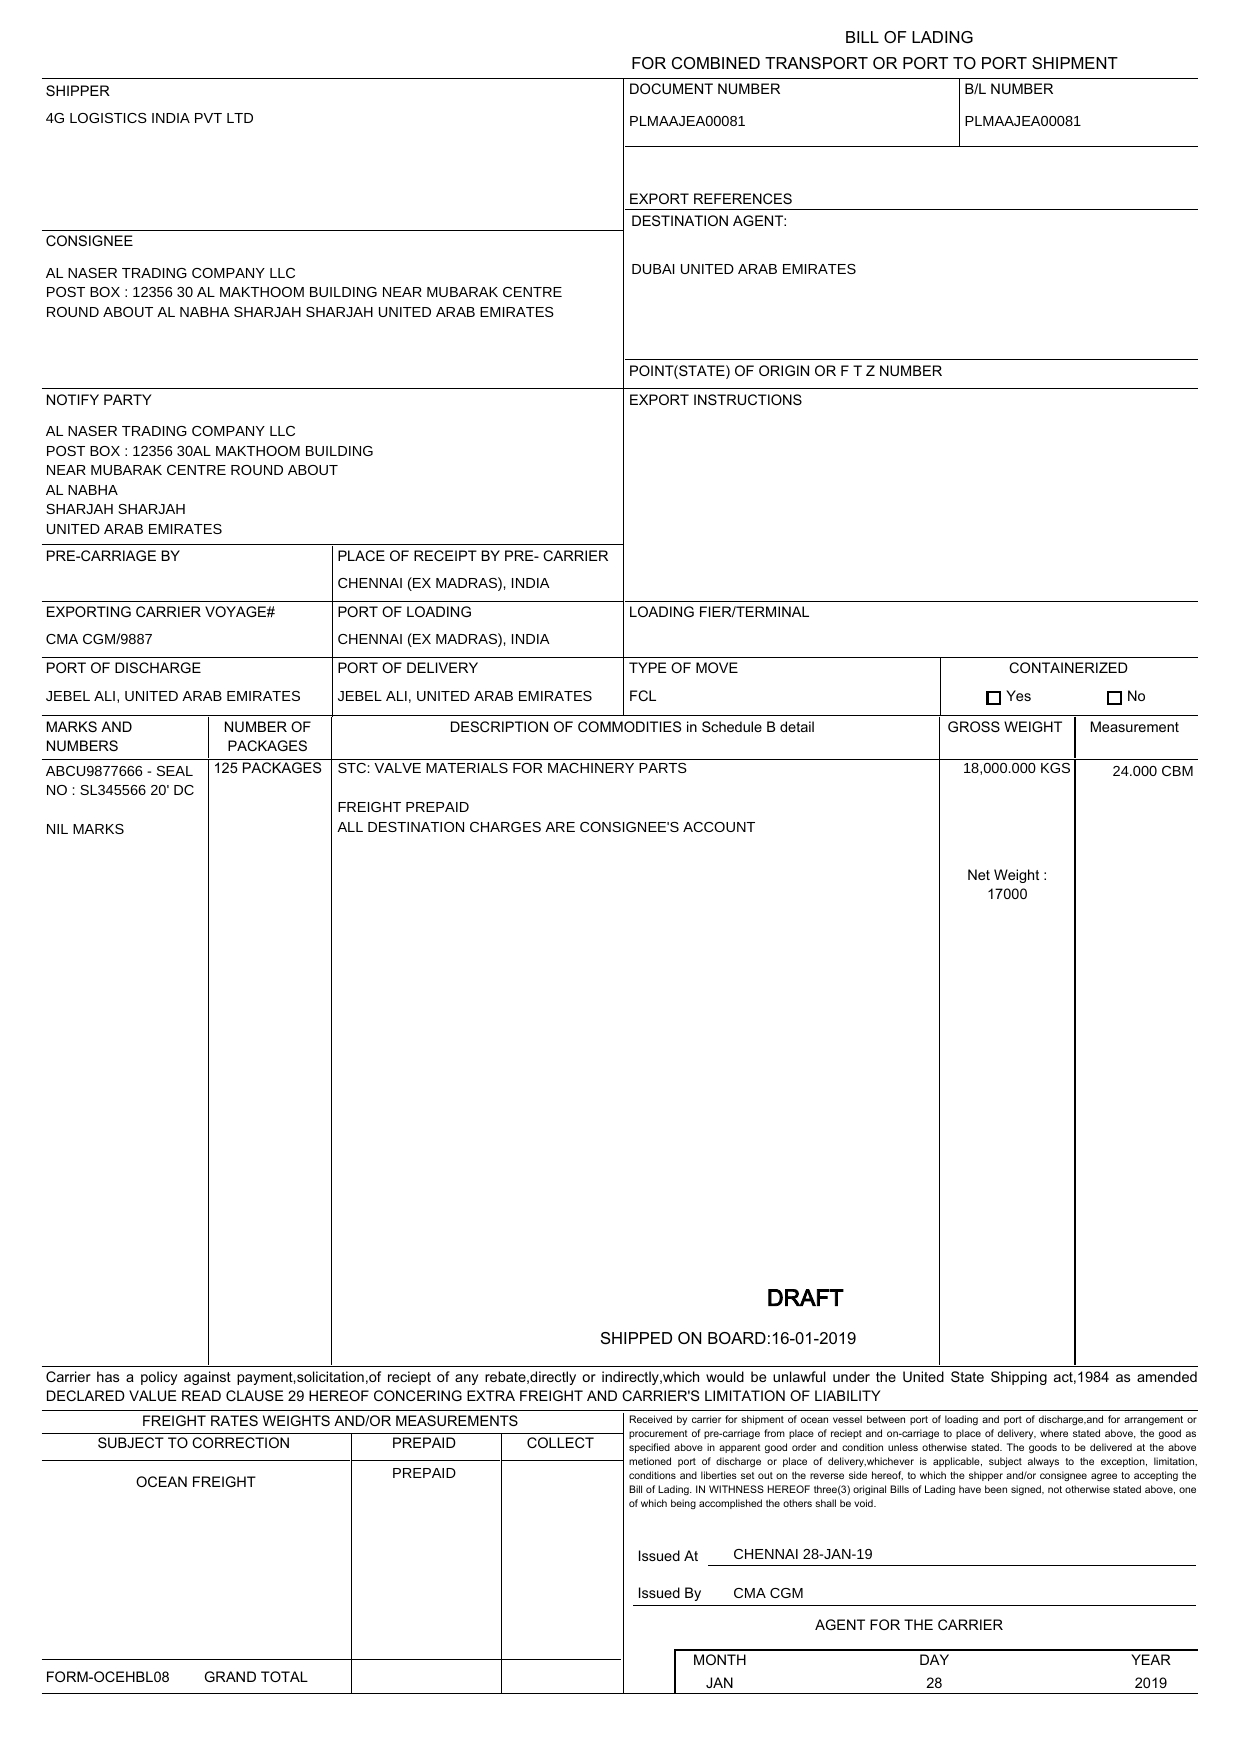 BILL OF LADING
FOR COMBINED TRANSPORT OR PORT TO PORT SHIPMENT
SHIPPER
4G LOGISTICS INDIA PVT LTD
DOCUMENT NUMBER
PLMAAJEA00081
B/L NUMBER
PLMAAJEA00081
EXPORT REFERENCES
CONSIGNEE
AL NASER TRADING COMPANY LLC
POST BOX : 12356 30 AL MAKTHOOM BUILDING NEAR MUBARAK CENTRE
ROUND ABOUT AL NABHA SHARJAH SHARJAH UNITED ARAB EMIRATES
DESTINATION AGENT:
DUBAI UNITED ARAB EMIRATES
POINT(STATE) OF ORIGIN OR F T Z NUMBER
NOTIFY PARTY
AL NASER TRADING COMPANY LLC
POST BOX : 12356 30AL MAKTHOOM BUILDING
NEAR MUBARAK CENTRE ROUND ABOUT
AL NABHA
SHARJAH SHARJAH
UNITED ARAB EMIRATES
EXPORT INSTRUCTIONS
PRE-CARRIAGE BY
PLACE OF RECEIPT BY PRE- CARRIER
CHENNAI (EX MADRAS), INDIA
EXPORTING CARRIER VOYAGE#
CMA CGM/9887
PORT OF LOADING
CHENNAI (EX MADRAS), INDIA
LOADING FIER/TERMINAL
PORT OF DISCHARGE
JEBEL ALI, UNITED ARAB EMIRATES
PORT OF DELIVERY
JEBEL ALI, UNITED ARAB EMIRATES
TYPE OF MOVE
FCL
CONTAINERIZED
Yes
No
MARKS AND
NUMBERS
NUMBER OF
PACKAGES
DESCRIPTION OF COMMODITIES in Schedule B detail
GROSS WEIGHT
Measurement
ABCU9877666 - SEAL
NO : SL345566 20' DC
NIL MARKS
125 PACKAGES
STC: VALVE MATERIALS FOR MACHINERY PARTS
FREIGHT PREPAID
ALL DESTINATION CHARGES ARE CONSIGNEE'S ACCOUNT
18,000.000 KGS
Net Weight :
17000
24.000 CBM
DRAFT
SHIPPED ON BOARD:16-01-2019
Carrier has a policy against payment,solicitation,of reciept of any rebate,directly or indirectly,which would be unlawful under the United State Shipping act,1984 as amended
DECLARED VALUE READ CLAUSE 29 HEREOF CONCERING EXTRA FREIGHT AND CARRIER'S LIMITATION OF LIABILITY
FREIGHT RATES WEIGHTS AND/OR MEASUREMENTS
SUBJECT TO CORRECTION
PREPAID
COLLECT
OCEAN FREIGHT
PREPAID
FORM-OCEHBL08 GRAND TOTAL
Received by carrier for shipment of ocean vessel between port of loading and port of discharge,and for arrangement or
procurement of pre-carriage from place of reciept and on-carriage to place of delivery, where stated above, the good as
specified above in apparent good order and condition unless otherwise stated. The goods to be delivered at the above
metioned port of discharge or place of delivery,whichever is applicable, subject always to the exception, limitation,
conditions and liberties set out on the reverse side hereof, to which the shipper and/or consignee agree to accepting the
Bill of Lading. IN WITNESS HEREOF three(3) original Bills of Lading have been signed, not otherwise stated above, one
of which being accomplished the others shall be void.
Issued At CHENNAI 28-JAN-19
Issued By CMA CGM
AGENT FOR THE CARRIER
MONTH DAY YEAR
JAN 28 2019